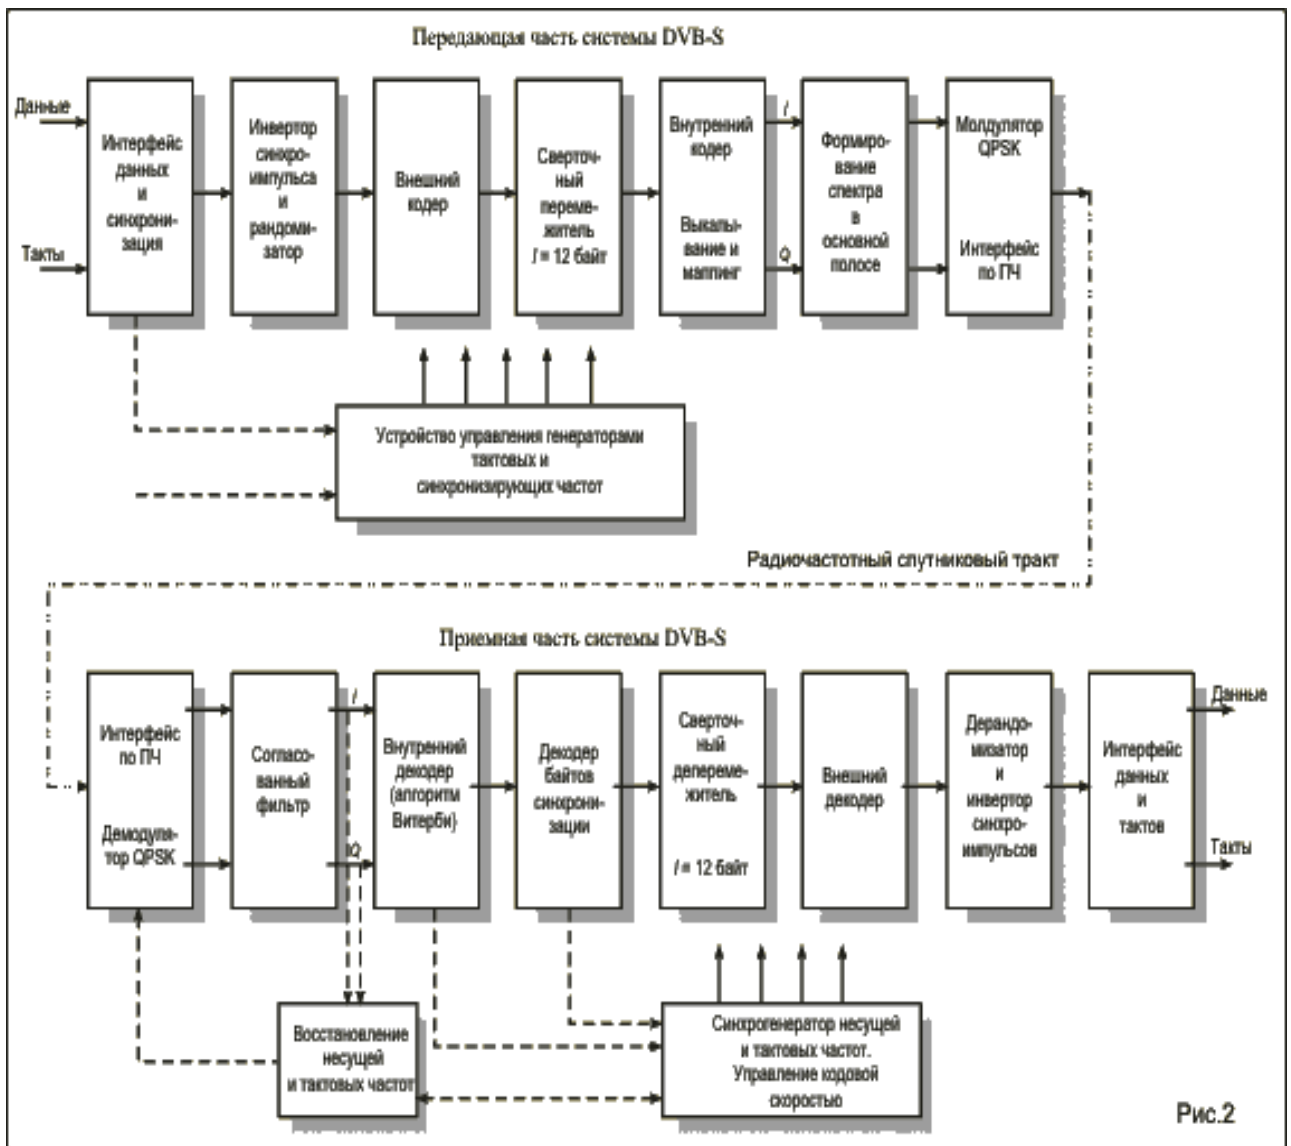 Передающая часть системы DVB-S
Данные
Такты
Интерфейс
данных
и
синхрони-
зация
Инвертор
синхро-
импульса
и
рандоми-
затор
Внешний
кодер
Сверточ-
ный
перeме-
житель
I = 12 байт
Внутренний
кодер
Выкалы-
вание и
маппинг
I
Q
Формиро-
вание
спектра
в
основной
полосе
Молдулятор
QPSK
Интерфейс
по ПЧ
Устройство управления генераторами
тактовых и
синхронизирующих частот
Радиочастотный спутниковый тракт
Приемная часть системы DVB-S
Интерфейс
по ПЧ
Демодуля-
тор QPSK
Согласо-
ванный
фильтр
I
Q
Внутренний
декодер
(алгоритм
Витерби)
Декодер
байтов
синхрони-
зации
Сверточ-
ный
депереме-
житель
I = 12 байт
Внешний
декодер
Дерандо-
мизатор
и
инвертор
синхро-
импульсов
Интерфейс
данных
и
тактов
Данные
Такты
Восстановление
несущей
и тактовых частот
Синхрогенератор несущей
и тактовых частот.
Управление кодовой
скоростью
Рис.2